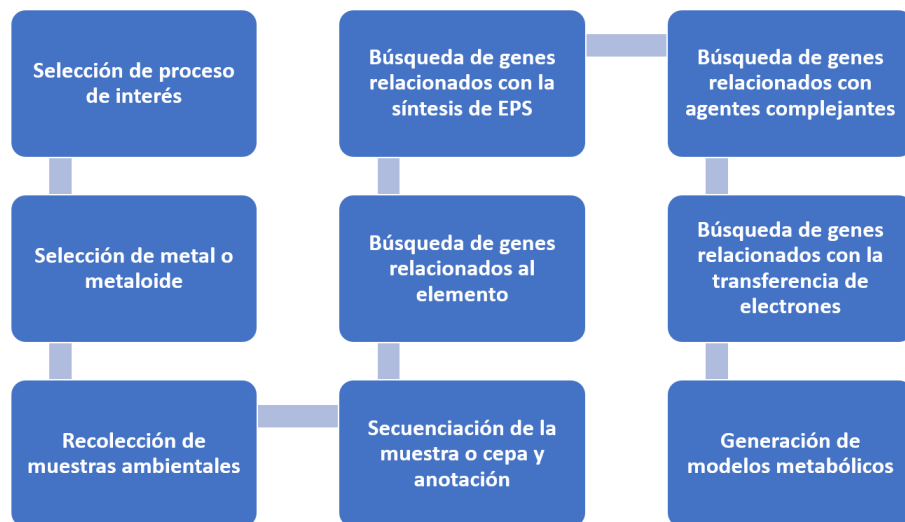 Selección de proceso
de interés
Selección de metal o
metaloide
Recolección de
muestras ambientales
Secuenciación de la
muestra o cepa y
anotación
Búsqueda de genes
relacionados al
elemento
Búsqueda de genes
relacionados con la
síntesis de EPS
Búsqueda de genes
relacionados con
agentes complejantes
Búsqueda de genes
relacionados con la
transferencia de
electrones
Generación de
modelos metabólicos